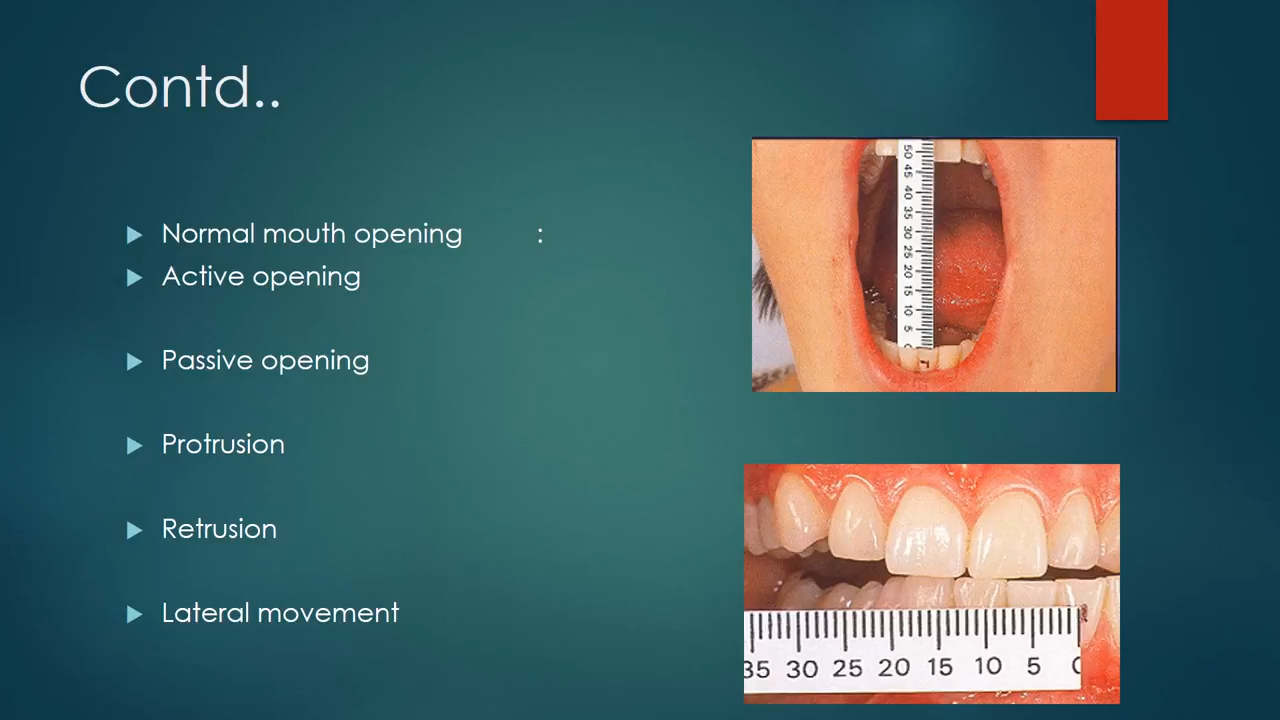 Contd..
Normal mouth opening :
Active opening
Passive opening
Protrusion
Retrusion
Lateral movement
50 45 40 35 30 25 20 15 10 5 0
35 30 25 20 15 10 5 0